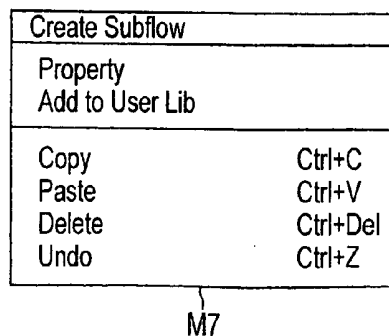 Create Subflow
Property
Add to User Lib
Copy Ctrl+C
Paste Ctrl+V
Delete Ctrl+Del
Undo Ctrl+Z
M7